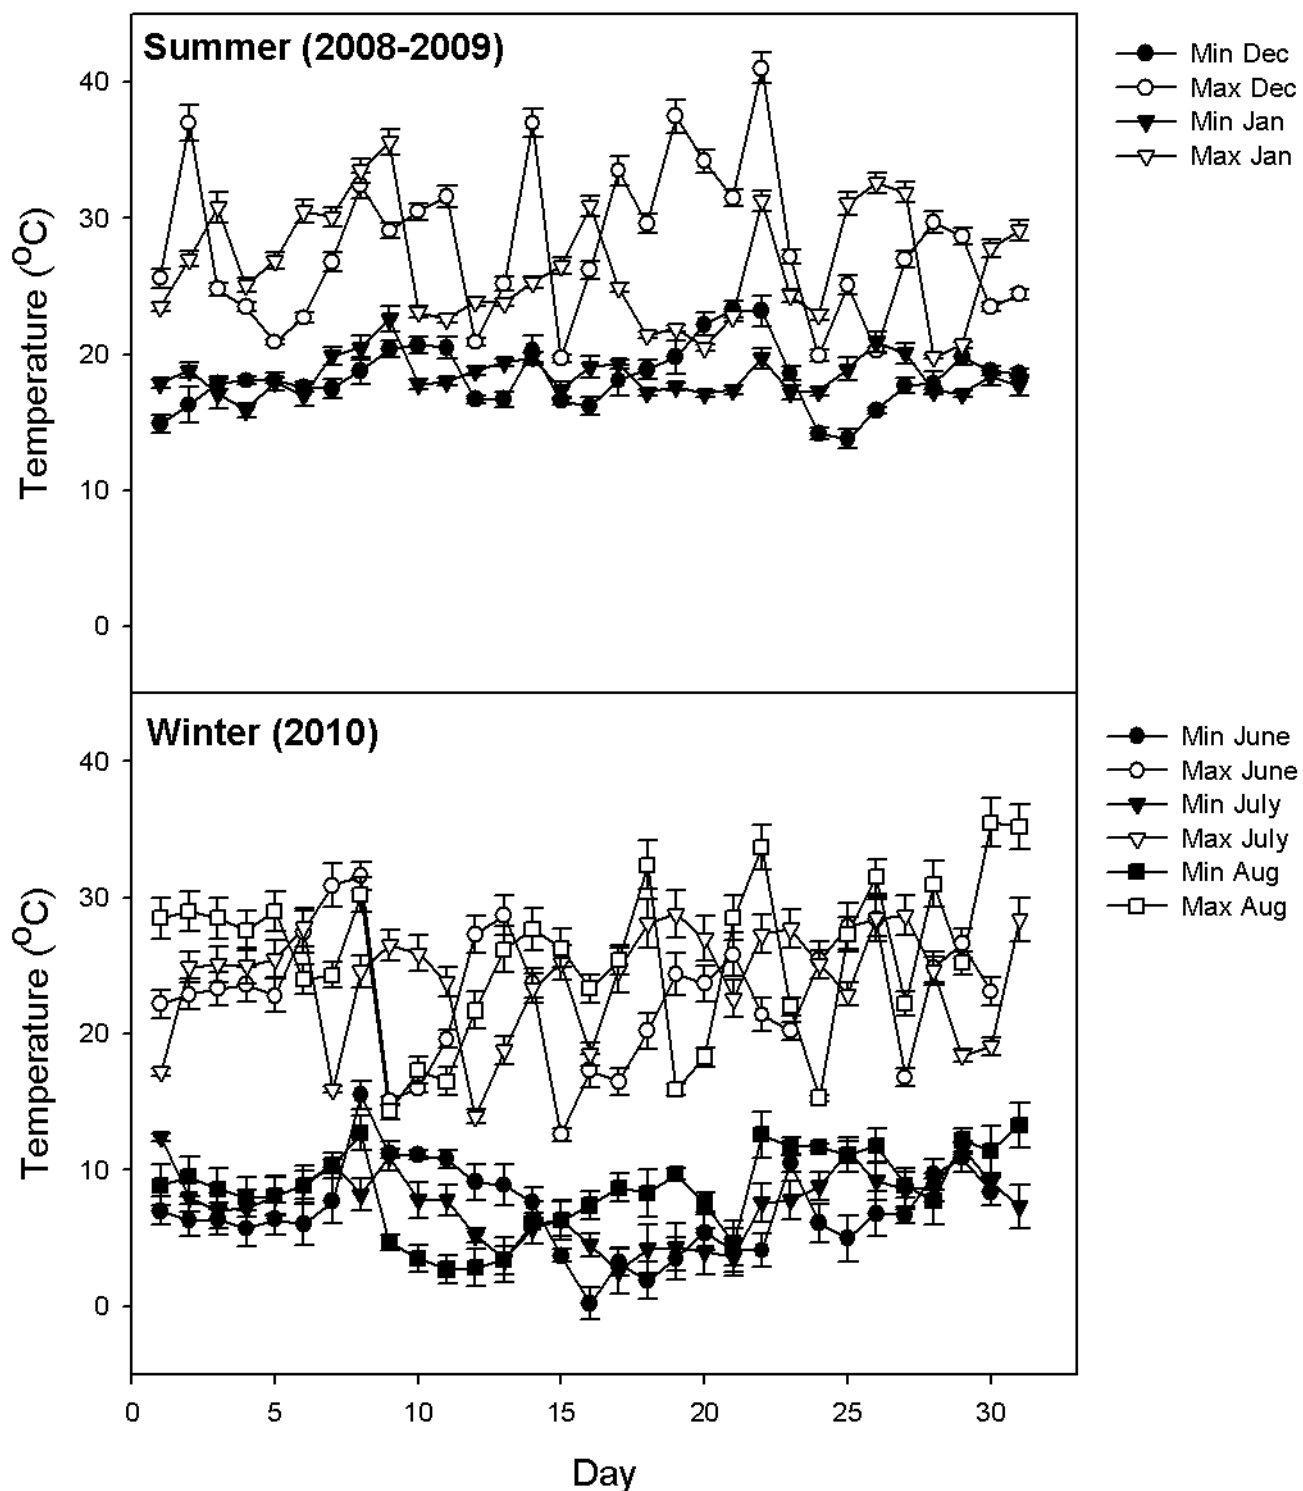 Summer (2008-2009)
Min Dec
Max Dec
Min Jan
Max Jan
40
30
20
10
0
Temperature (°C)
Winter (2010)
Min June
Max June
Min July
Max July
Min Aug
Max Aug
40
30
20
10
0
Temperature (°C)
0 5 10 15 20 25 30
Day